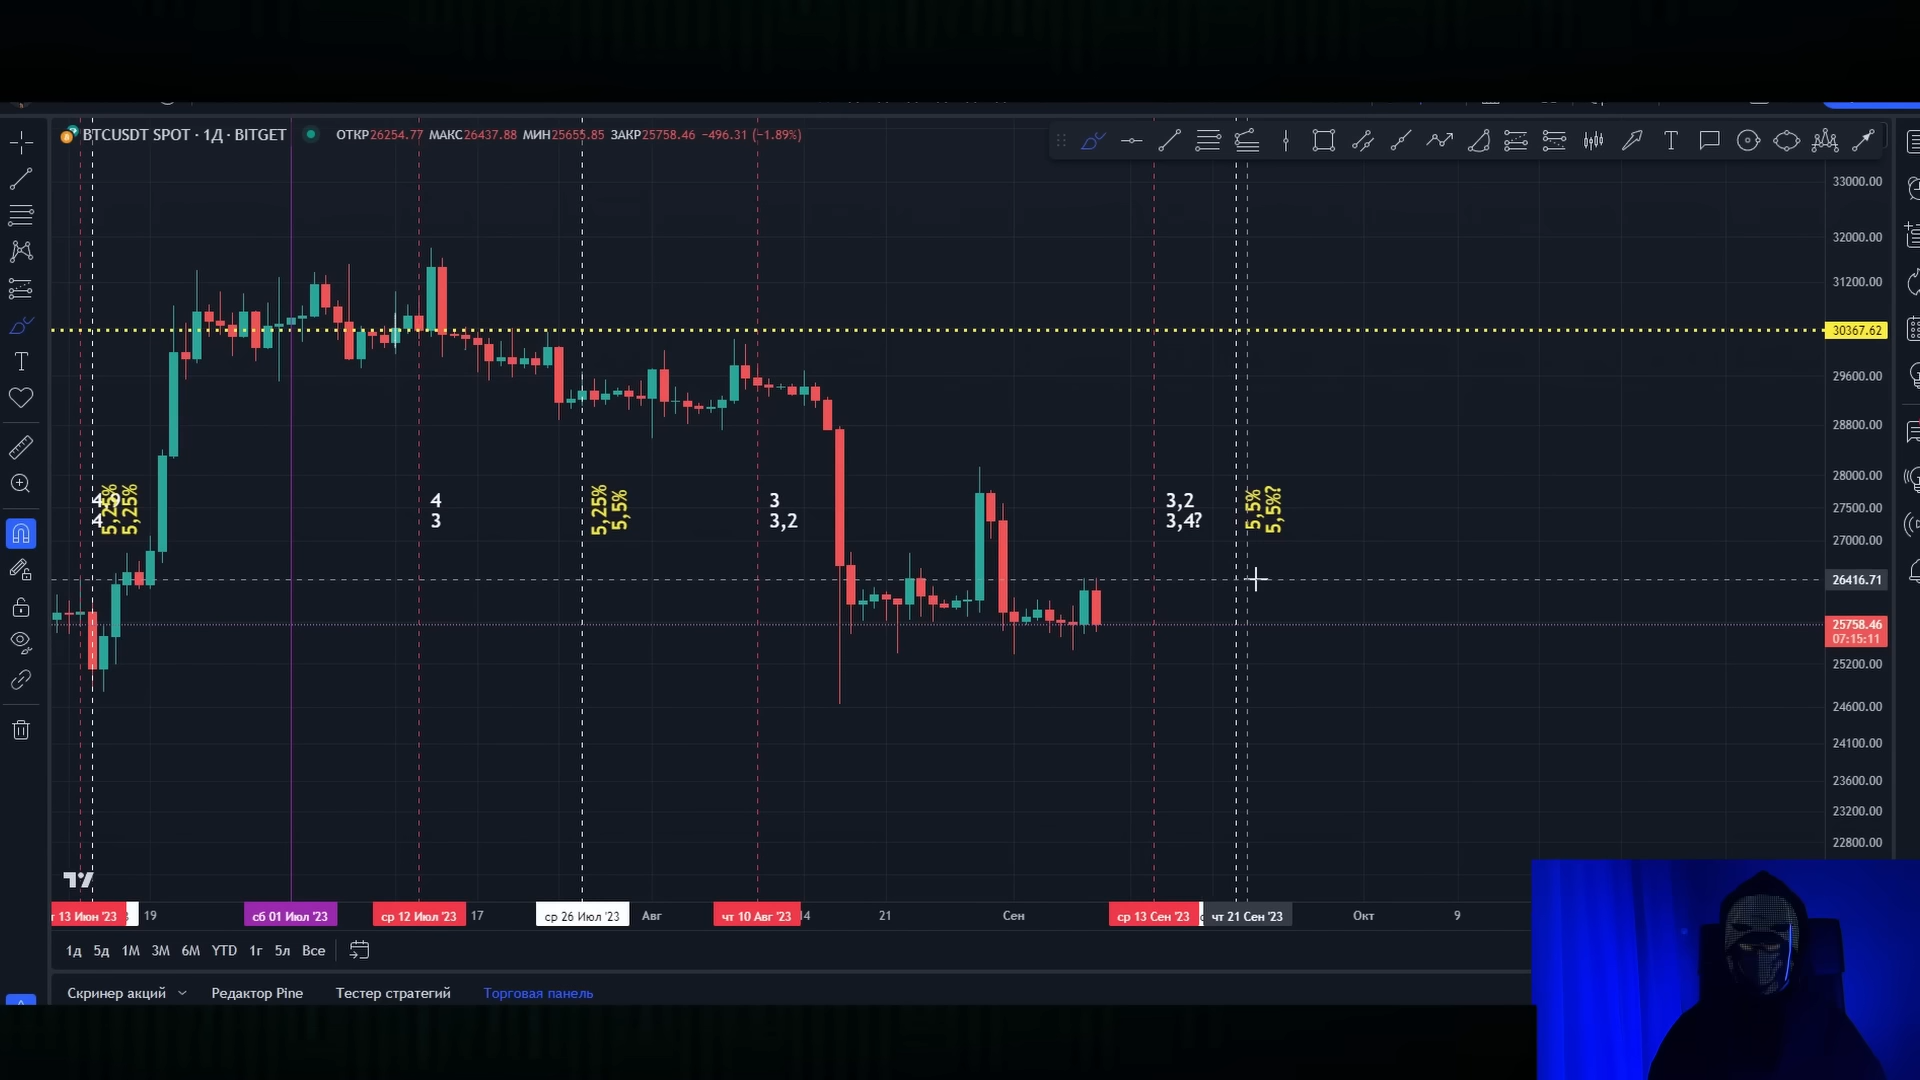 BTCUSDT SPOT · 1Д · BITGET
ОТКР26254.77 МАКС26437.88 МИН25655.85 ЗАКР25758.46 −496.31 (−1.89%)
33000.00
32000.00
31200.00
30367.62
29600.00
28800.00
28000.00
27500.00
27000.00
26416.71
25758.46
07:15:11
25200.00
24600.00
24100.00
23600.00
23200.00
22800.00
5,25%
5,25%
4
3
5,25%
5,5%
3
3,2
3,2
3,4?
5,5%
5,5%?
13 Июн '23
19
сб 01 Июл '23
ср 12 Июл '23
17
ср 26 Июл '23
Авг
чт 10 Авг '23
21
Сен
ср 13 Сен '23
чт 21 Сен '23
Окт
9
1д 5д 1М 3М 6М YTD 1г 5л Все
Скринер акций Редактор Pine Тестер стратегий Торговая панель